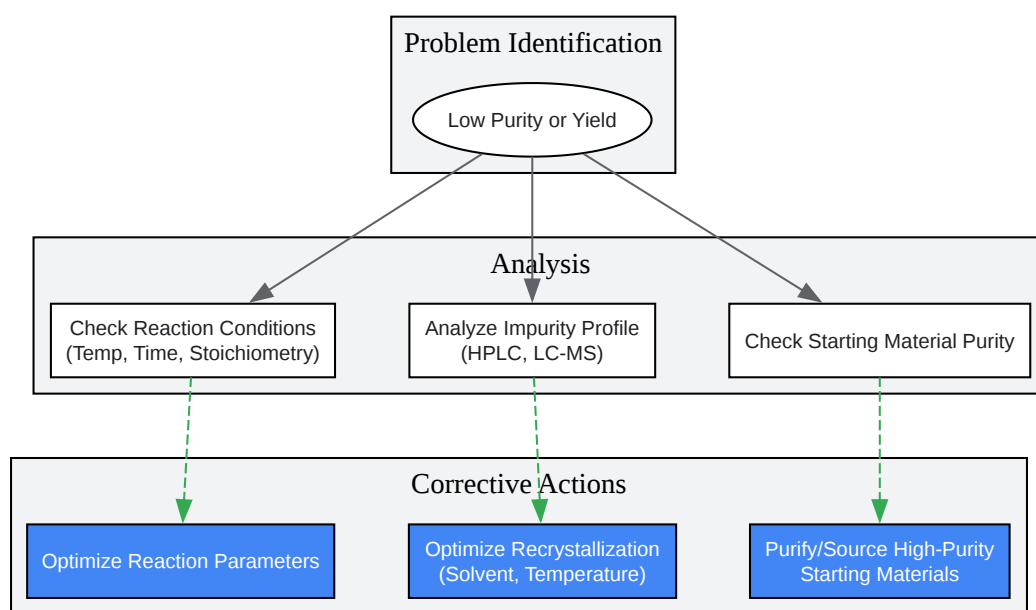 Problem Identification
Low Purity or Yield
Analysis
Check Reaction Conditions
(Temp, Time, Stoichiometry)
Analyze Impurity Profile
(HPLC, LC-MS)
Check Starting Material Purity
Corrective Actions
Optimize Reaction Parameters
Optimize Recrystallization
(Solvent, Temperature)
Purify/Source High-Purity
Starting Materials